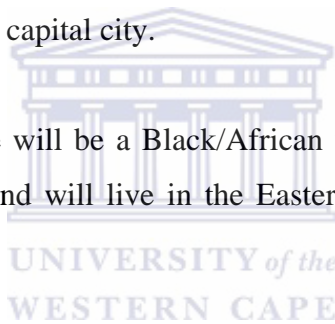 capital city.
will be a Black/African
nd will live in the Easter
UNIVERSITY of the
WESTERN CAPE